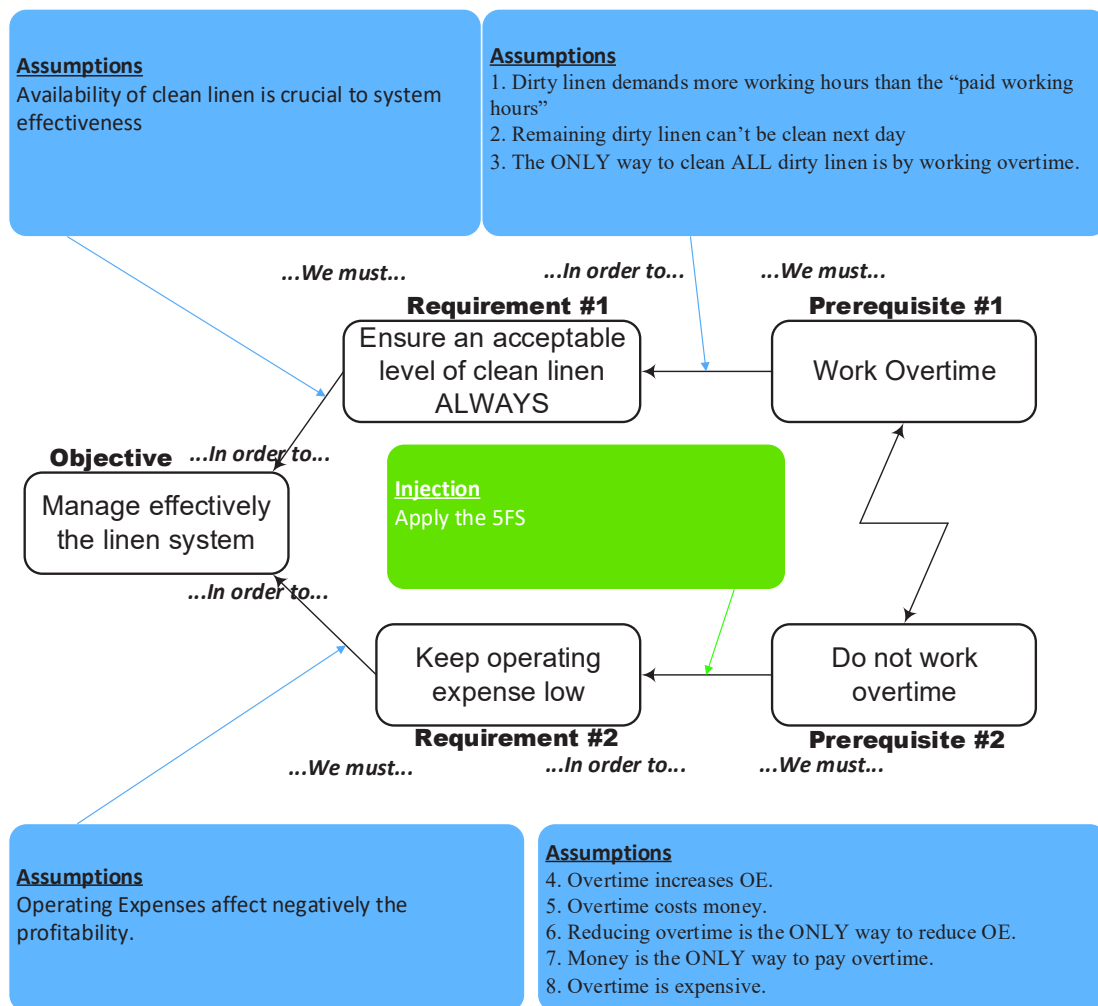 Assumptions
Availability of clean linen is crucial to system
effectiveness
Assumptions
1. Dirty linen demands more working hours than the “paid working
hours”
2. Remaining dirty linen can’t be clean next day
3. The ONLY way to clean ALL dirty linen is by working overtime.
...We must...
...In order to...
...We must...
Requirement #1
Prerequisite #1
Ensure an acceptable
level of clean linen
ALWAYS
Work Overtime
Objective
...In order to...
Manage effectively
the linen system
Injection
Apply the 5FS
...In order to...
Keep operating
expense low
Do not work
overtime
Requirement #2
Prerequisite #2
...We must...
...In order to...
...We must...
Assumptions
Operating Expenses affect negatively the
profitability.
Assumptions
4. Overtime increases OE.
5. Overtime costs money.
6. Reducing overtime is the ONLY way to reduce OE.
7. Money is the ONLY way to pay overtime.
8. Overtime is expensive.